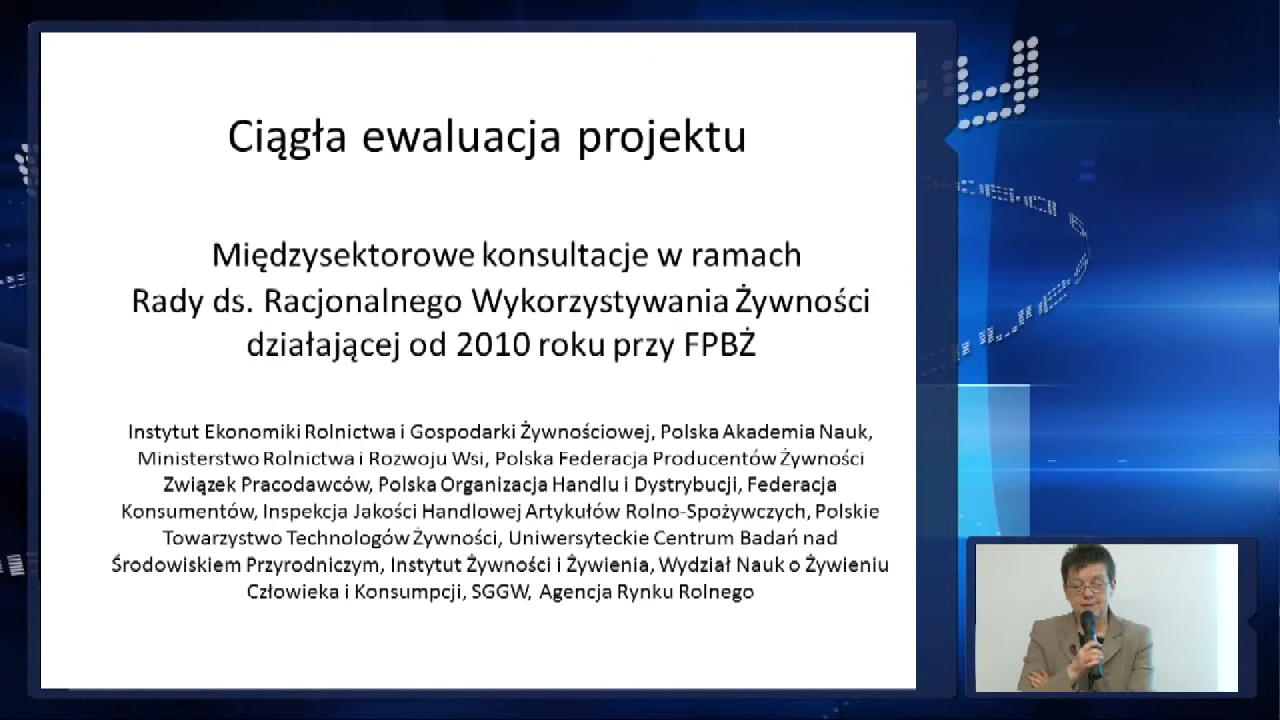 Ciągła ewaluacja projektu
Międzysektorowe konsultacje w ramach
Rady ds. Racjonalnego Wykorzystywania Żywności
działającej od 2010 roku przy FPBŻ
Instytut Ekonomiki Rolnictwa i Gospodarki Żywnościowej, Polska Akademia Nauk,
Ministerstwo Rolnictwa i Rozwoju Wsi, Polska Federacja Producentów Żywności
Związek Pracodawców, Polska Organizacja Handlu i Dystrybucji, Federacja
Konsumentów, Inspekcja Jakości Handlowej Artykułów Rolno-Spożywczych, Polskie
Towarzystwo Technologów Żywności, Uniwersyteckie Centrum Badań nad
Środowiskiem Przyrodniczym, Instytut Żywności i Żywienia, Wydział Nauk o Żywieniu
Człowieka i Konsumpcji, SGGW, Agencja Rynku Rolnego